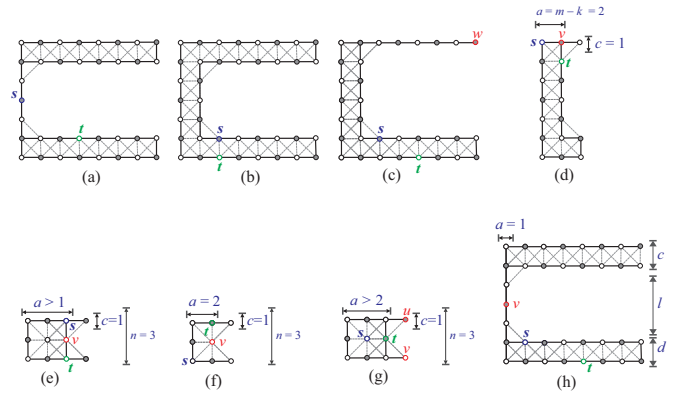 a = m – k = 2
w
s v
c = 1
t
s
t
s
t
s
t
(a) (b) (c) (d)
a = 1
a > 1 a = 2 a > 2
c
s c=1 n = 3
t c=1 n = 3
u c=1 n = 3
v
v
s t
v
l
t
s
v
s
d
t
(e) (f) (g) (h)